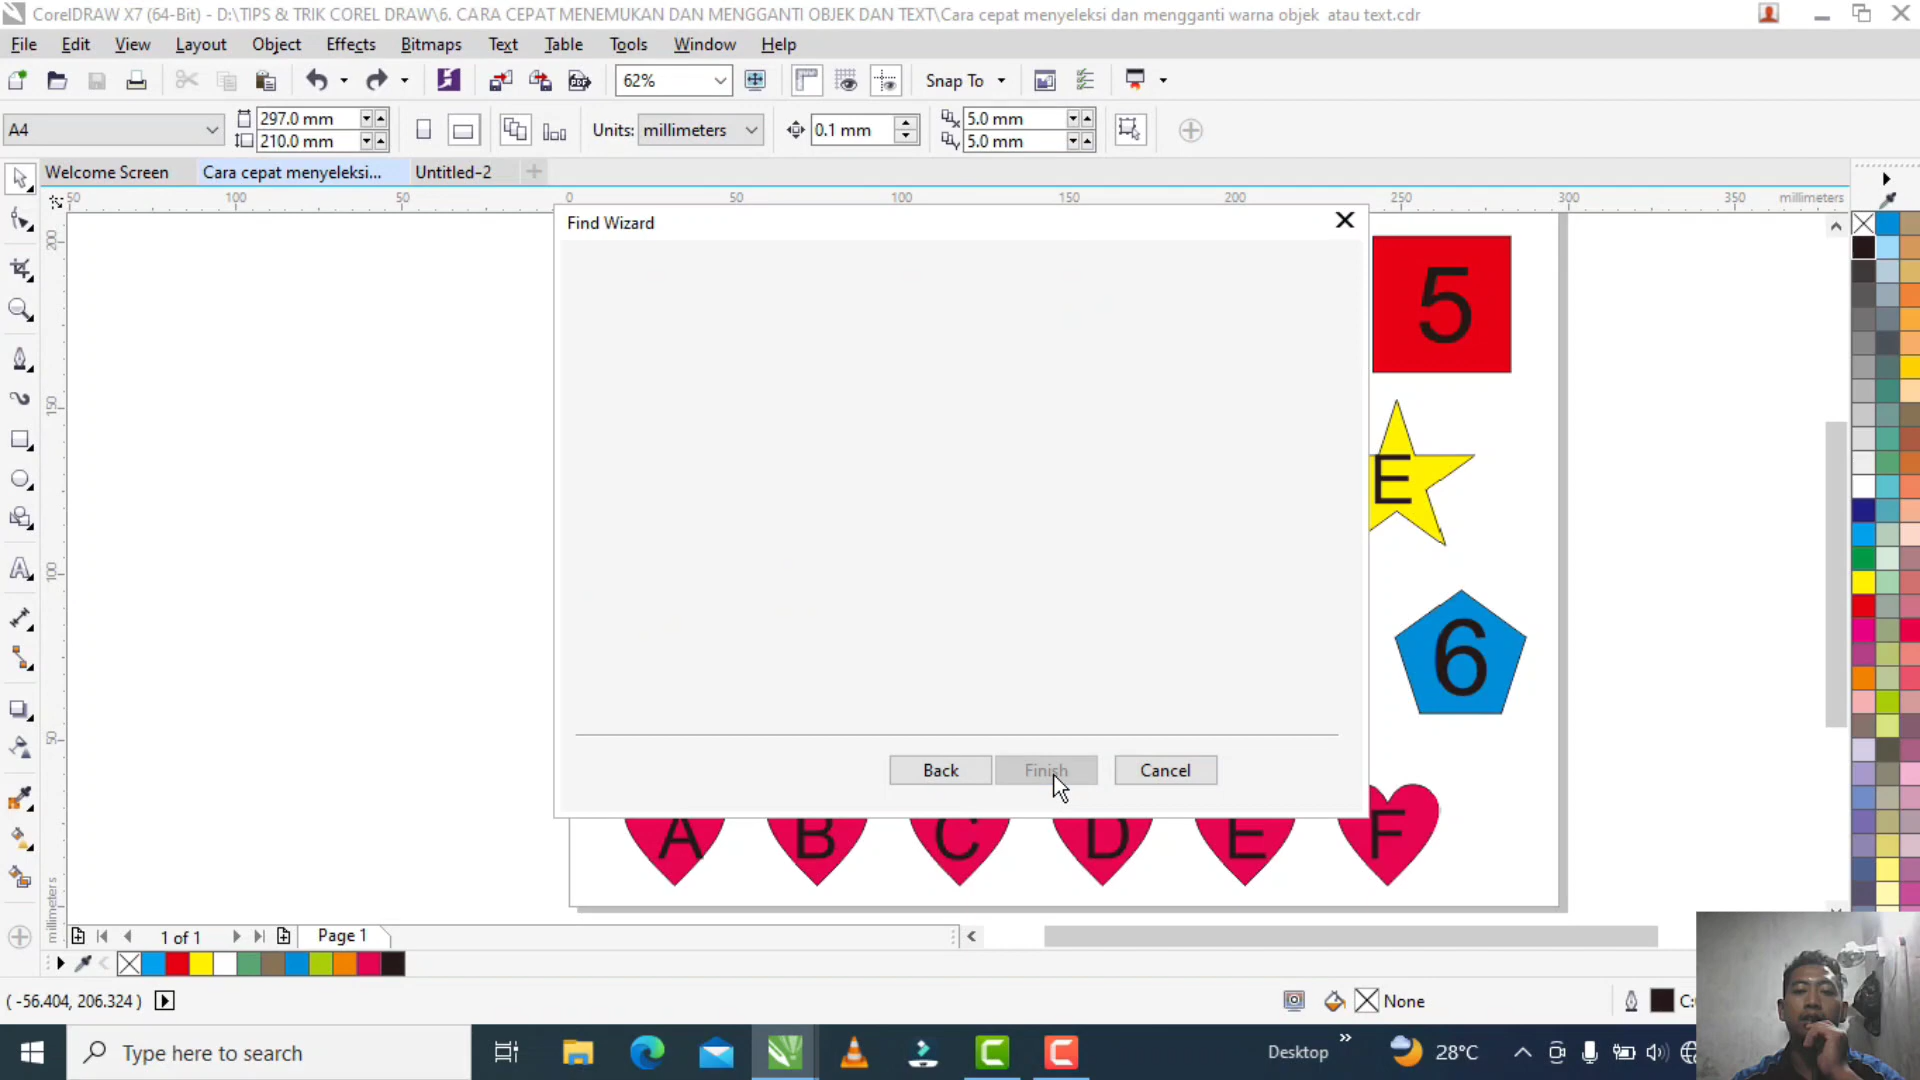 CorelDRAW X7 (64-Bit) - D:\TIPS & TRIK COREL DRAW\6. CARA CEPAT MENEMUKAN DAN MENGGANTI OBJEK DAN TEXT\Cara cepat menyeleksi dan mengganti warna objek atau text.cdr
File Edit View Layout Object Effects Bitmaps Text Table Tools Window Help
62% Snap To
A4 297.0 mm 210.0 mm Units: millimeters 0.1 mm 5.0 mm 5.0 mm
Welcome Screen Cara cepat menyeleksi... Untitled-2
50 100 50 0 50 100 150 200 250 300 350 millimeters
200
150
100
50
millimeters
Find Wizard
5
E
6
Back Finish Cancel
A B C D E F
1 of 1 Page 1
( -56.404, 206.324 ) None C:
Type here to search Desktop 28°C